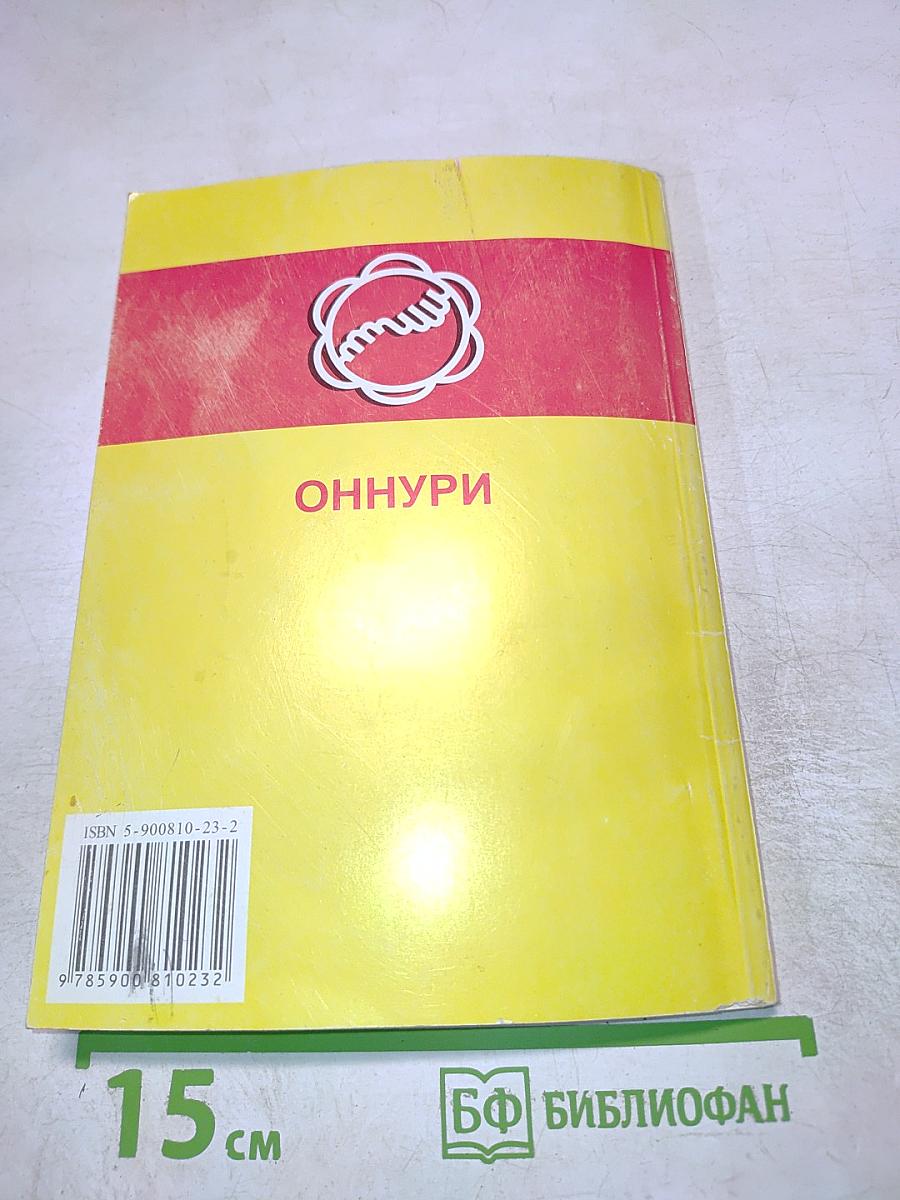 ОННУРИ
ISBN 5-900810-23-2
9 785900 810232
15 см
БФ БИБЛИОФАН